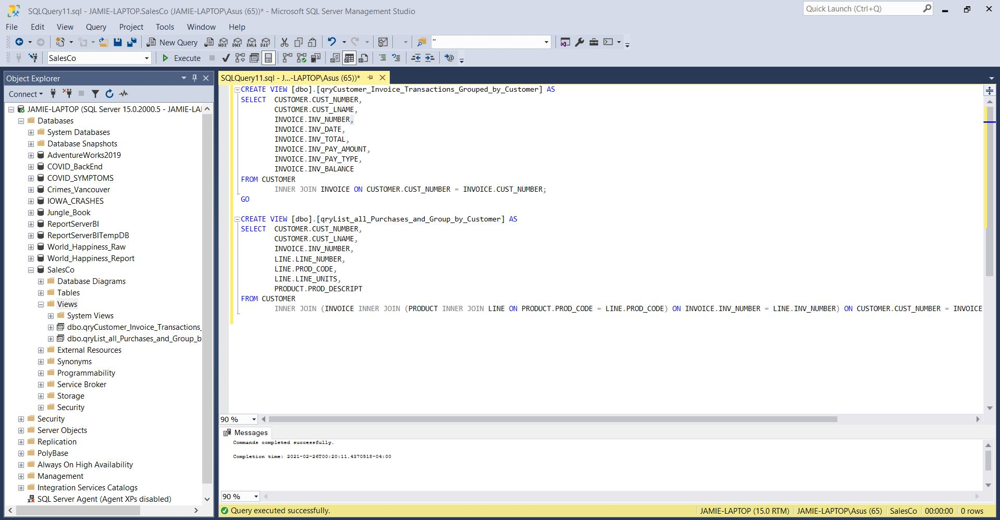 SQLQuery11.sql - JAMIE-LAPTOP.SalesCo (JAMIE-LAPTOP\Asus (65))* - Microsoft SQL Server Management Studio
Quick Launch (Ctrl+Q)
File Edit View Query Project Tools Window Help
New Query MDX DMX XMLA DAX "
SalesCo Execute
Object Explorer
Connect
JAMIE-LAPTOP (SQL Server 15.0.2000.5 - JAMIE-LAI
Databases
System Databases
Database Snapshots
AdventureWorks2019
COVID_BackEnd
COVID_SYMPTOMS
Crimes_Vancouver
IOWA_CRASHES
Jungle_Book
ReportServerBI
ReportServerBITempDB
World_Happiness_Raw
World_Happiness_Report
SalesCo
Database Diagrams
Tables
Views
System Views
dbo.qryCustomer_Invoice_Transactions_
dbo.qryList_all_Purchases_and_Group_b
External Resources
Synonyms
Programmability
Service Broker
Storage
Security
Security
Server Objects
Replication
PolyBase
Always On High Availability
Management
Integration Services Catalogs
SQL Server Agent (Agent XPs disabled)
SQLQuery11.sql - J...-LAPTOP\Asus (65))*
CREATE VIEW [dbo].[qryCustomer_Invoice_Transactions_Grouped_by_Customer] AS
SELECT CUSTOMER.CUST_NUMBER,
CUSTOMER.CUST_LNAME,
INVOICE.INV_NUMBER,
INVOICE.INV_DATE,
INVOICE.INV_TOTAL,
INVOICE.INV_PAY_AMOUNT,
INVOICE.INV_PAY_TYPE,
INVOICE.INV_BALANCE
FROM CUSTOMER
INNER JOIN INVOICE ON CUSTOMER.CUST_NUMBER = INVOICE.CUST_NUMBER;
GO
CREATE VIEW [dbo].[qryList_all_Purchases_and_Group_by_Customer] AS
SELECT CUSTOMER.CUST_NUMBER,
CUSTOMER.CUST_LNAME,
INVOICE.INV_NUMBER,
LINE.LINE_NUMBER,
LINE.PROD_CODE,
LINE.LINE_UNITS,
PRODUCT.PROD_DESCRIPT
FROM CUSTOMER
INNER JOIN (INVOICE INNER JOIN (PRODUCT INNER JOIN LINE ON PRODUCT.PROD_CODE = LINE.PROD_CODE) ON INVOICE.INV_NUMBER = LINE.INV_NUMBER) ON CUSTOMER.CUST_NUMBER = INVOICE
90 %
Messages
Commands completed successfully.
Completion time: 2021-02-26T00:20:11.4370518-04:00
90 %
Query executed successfully. JAMIE-LAPTOP (15.0 RTM) JAMIE-LAPTOP\Asus (65) SalesCo 00:00:00 0 rows